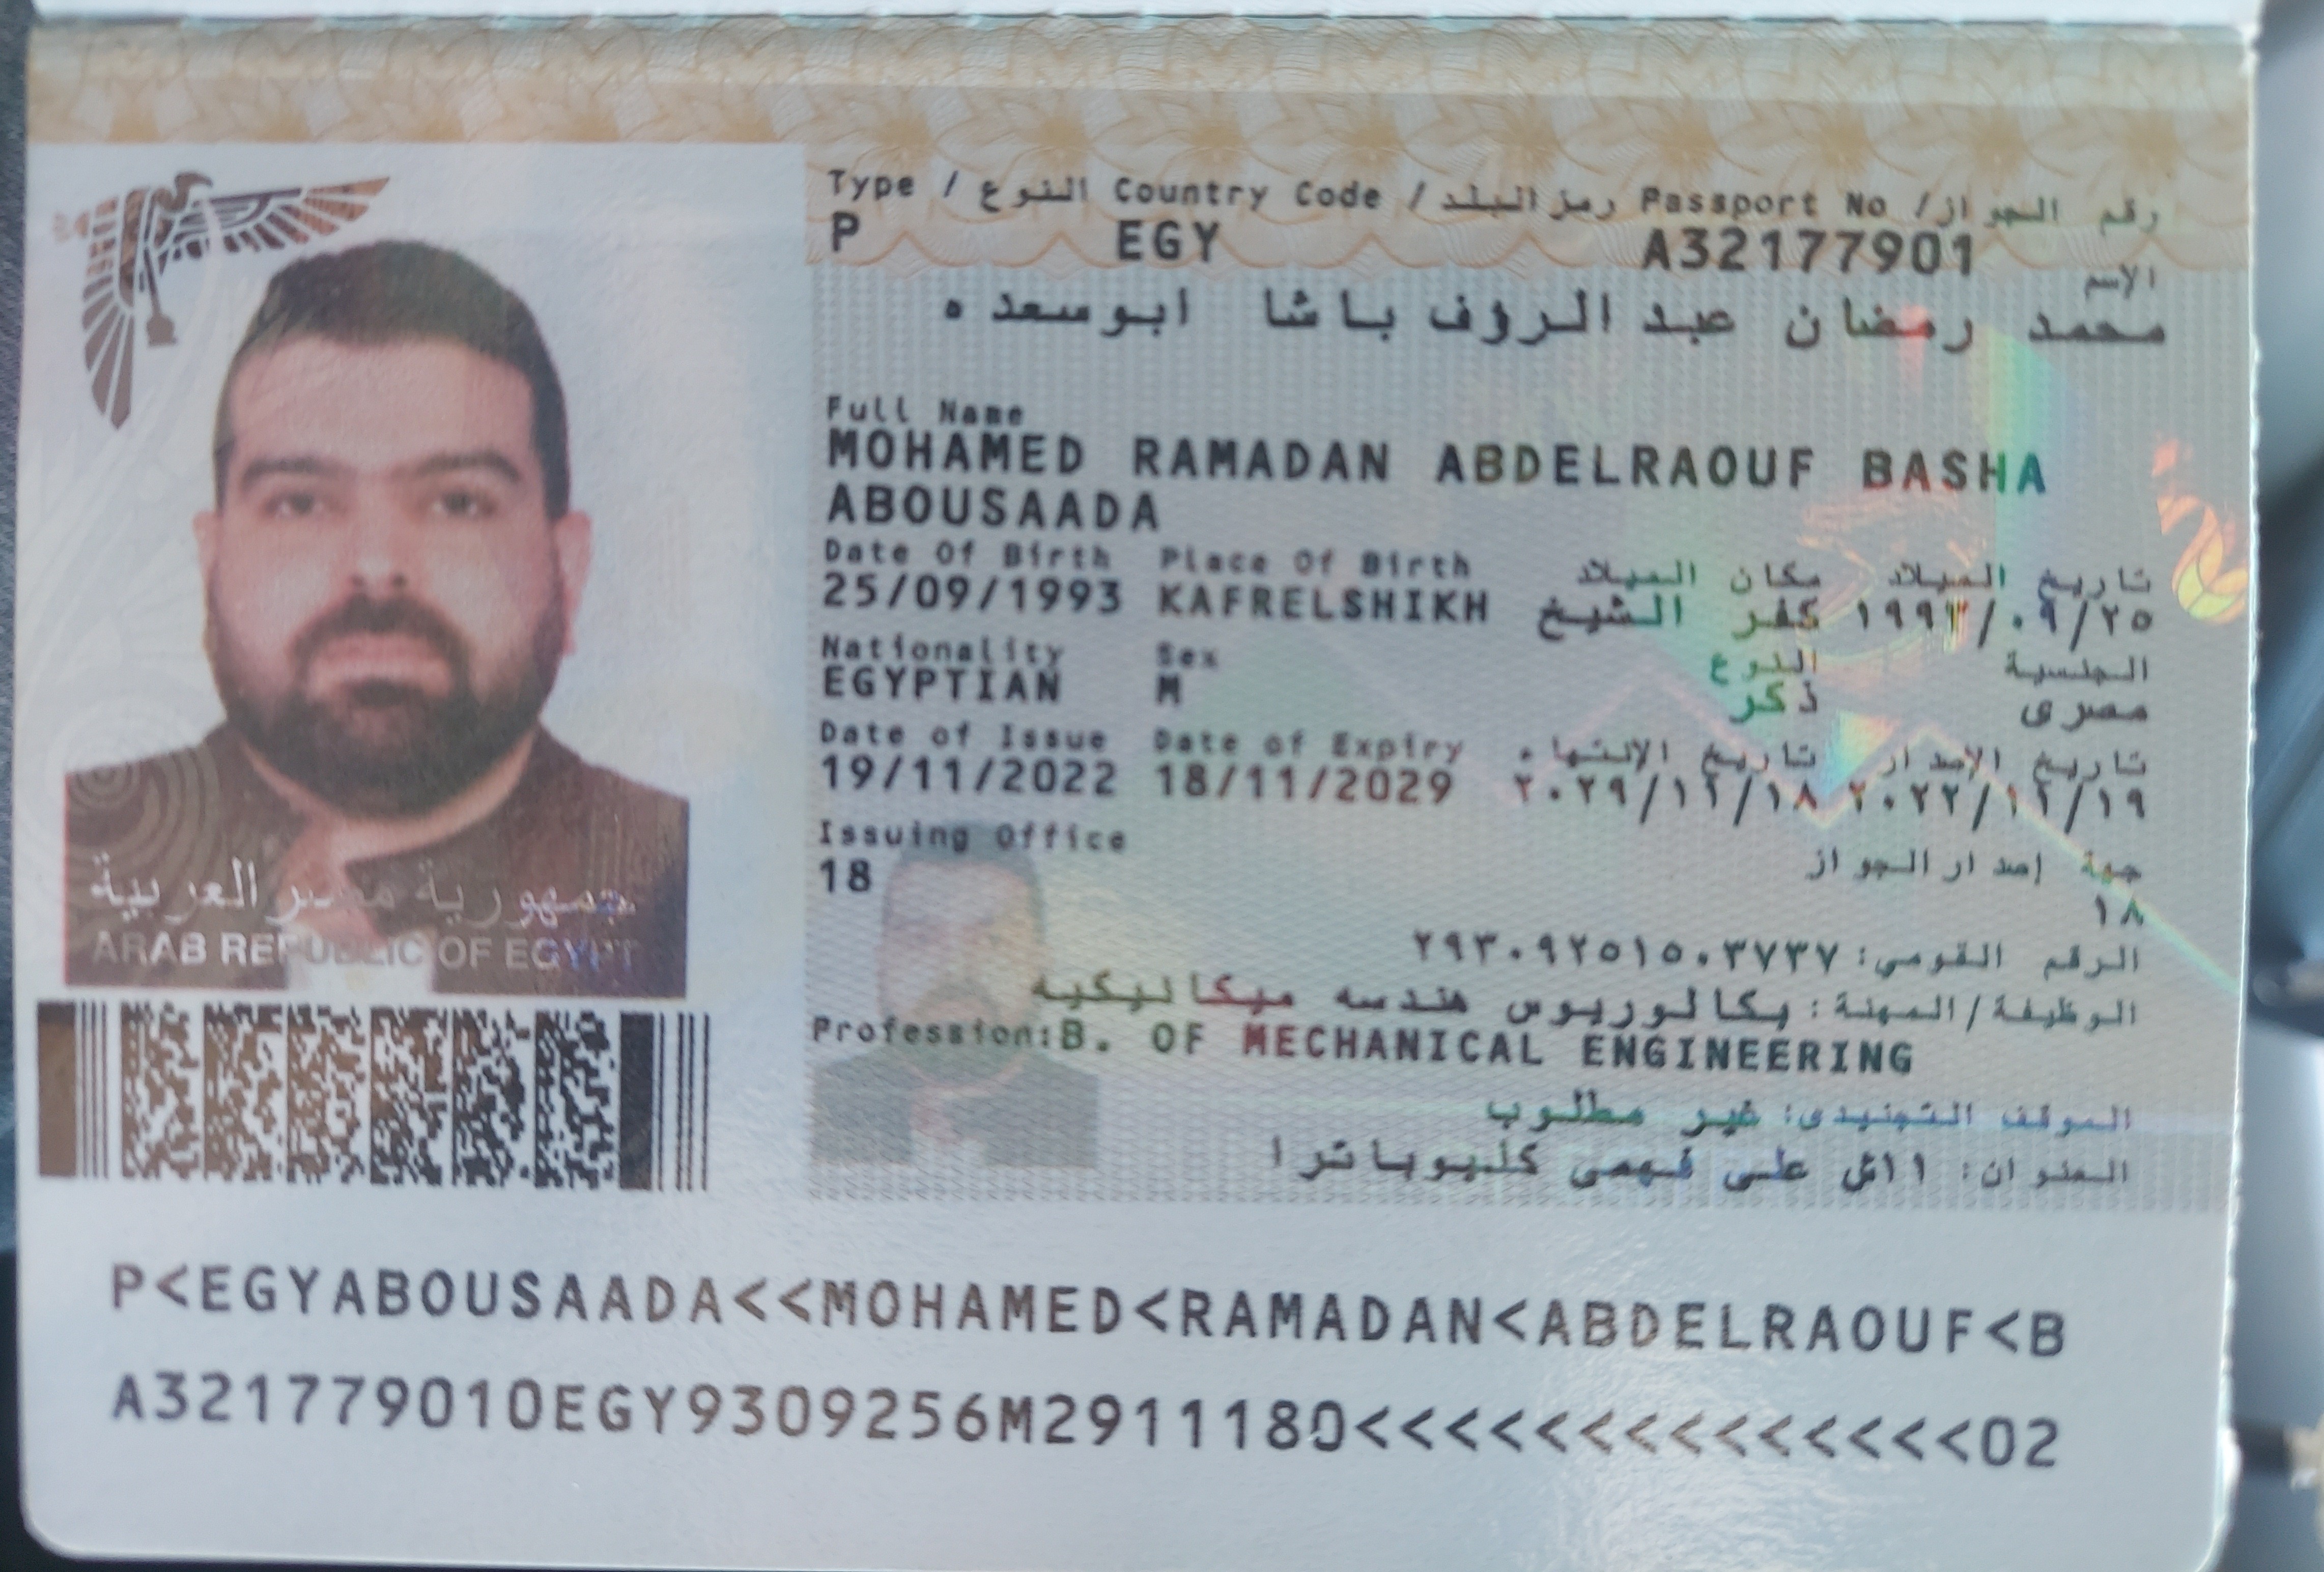 Type / النوع Country Code / رمز البلد Passport No / رقم الجواز
P EGY A32177901
الإسم
محمد رمضان عبد الرؤف باشا ابوسعده
Full Name
MOHAMED RAMADAN ABDELRAOUF BASHA
ABOUSAADA
Date Of Birth Place Of Birth مكان الميلاد تاريخ الميلاد
25/09/1993 KAFRELSHIKH كفر الشيخ ١٩٩٣/٠٩/٢٥
Nationality Sex النوع الجنسية
EGYPTIAN M ذكر مصرى
Date of Issue Date of Expiry تاريخ الإنتهاء تاريخ الإصدار
19/11/2022 18/11/2029 ٢٠٢٩/١١/١٨ ٢٠٢٢/١١/١٩
Issuing Office جهة إصدار الجواز
18 ١٨
الرقم القومي: ٢٩٣٠٩٢٥١٥٠٣٧٣٧
الوظيفة/المهنة: بكالوريوس هندسه ميكانيكيه
Profession:B. OF MECHANICAL ENGINEERING
الموقف التجنيدى: غير مطلوب
العنوان: ١١ش على فهمى كليوباترا
جمهورية مصر العربية
ARAB REPUBLIC OF EGYPT
P<EGYABOUSAADA<<MOHAMED<RAMADAN<ABDELRAOUF<B
A321779010EGY9309256M2911180<<<<<<<<<<<<<<02